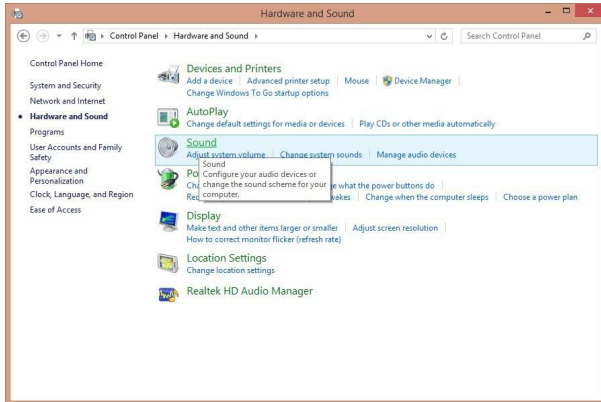 Hardware and Sound
Control Panel Hardware and Sound
Search Control Panel
Control Panel Home
System and Security
Network and Internet
Hardware and Sound
Programs
User Accounts and Family
Safety
Appearance and
Personalization
Clock, Language, and Region
Ease of Access
Devices and Printers
Add a device Advanced printer setup Mouse Device Manager
Change Windows To Go startup options
AutoPlay
Change default settings for media or devices Play CDs or other media automatically
Sound
Adjust system volume Change system sounds Manage audio devices
Sound
Configure your audio devices or
change the sound scheme for your
computer.
Po
what the power buttons do
wakes Change when the computer sleeps Choose a power plan
Display
Make text and other items larger or smaller Adjust screen resolution
How to correct monitor flicker (refresh rate)
Location Settings
Change location settings
Realtek HD Audio Manager